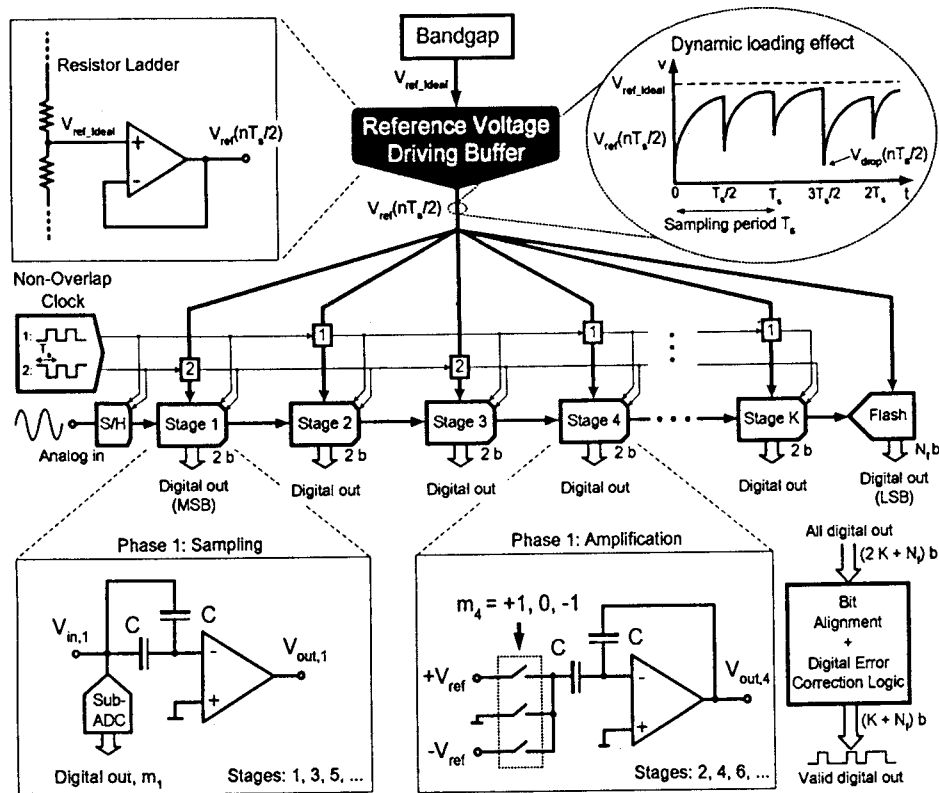 Bandgap
V_ref_Ideal
Reference Voltage
Driving Buffer
V_ref(nT_s/2)
Resistor Ladder
V_ref_Ideal
+
-
V_ref(nT_s/2)
Dynamic loading effect
v
V_ref_Ideal
V_ref(nT_s/2)
V_drop(nT_s/2)
0 T_s/2 T_s 3T_s/2 2T_s t
Sampling period T_s
Non-Overlap
Clock
1:
T_s
2:
2 1 2 1 1
S/H
Stage 1
Stage 2
Stage 3
Stage 4
Stage K
Flash
Analog in
2 b
2 b
2 b
2 b
2 b
N_f b
Digital out
(MSB)
Digital out
Digital out
Digital out
Digital out
Digital out
(LSB)
Phase 1: Sampling
V_in,1
C
C
-
+
V_out,1
Sub-
ADC
Digital out, m_1
Stages: 1, 3, 5, ...
Phase 1: Amplification
m_4 = +1, 0, -1
C
C
+V_ref
-V_ref
-
+
V_out,4
Stages: 2, 4, 6, ...
All digital out
(2 K + N_f) b
Bit
Alignment
+
Digital Error
Correction Logic
(K + N_f) b
Valid digital out